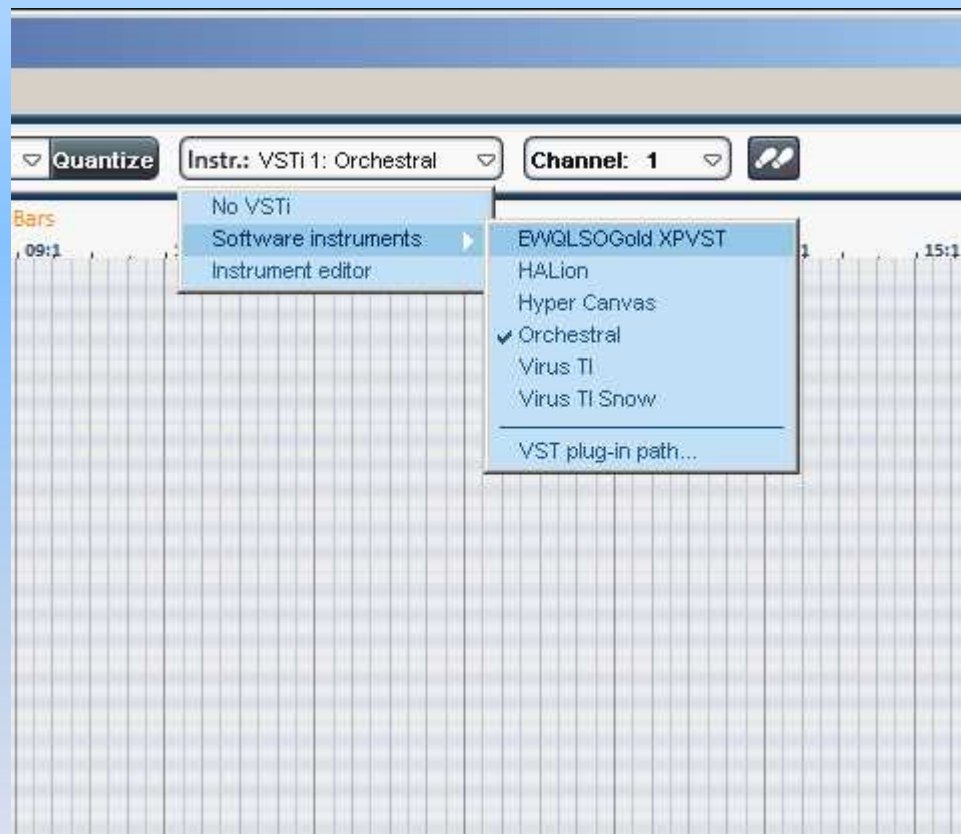 Quantize Instr.: VSTi 1: Orchestral Channel: 1
Bars
09:1 15:1
No VSTi
Software instruments
Instrument editor
EWQLSOGold XPVST
HALion
Hyper Canvas
Orchestral
Virus TI
Virus TI Snow
VST plug-in path...